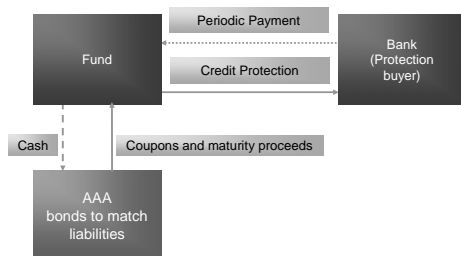 Periodic Payment
Fund
Bank
(Protection
buyer)
Credit Protection
Cash
Coupons and maturity proceeds
AAA
bonds to match
liabilities